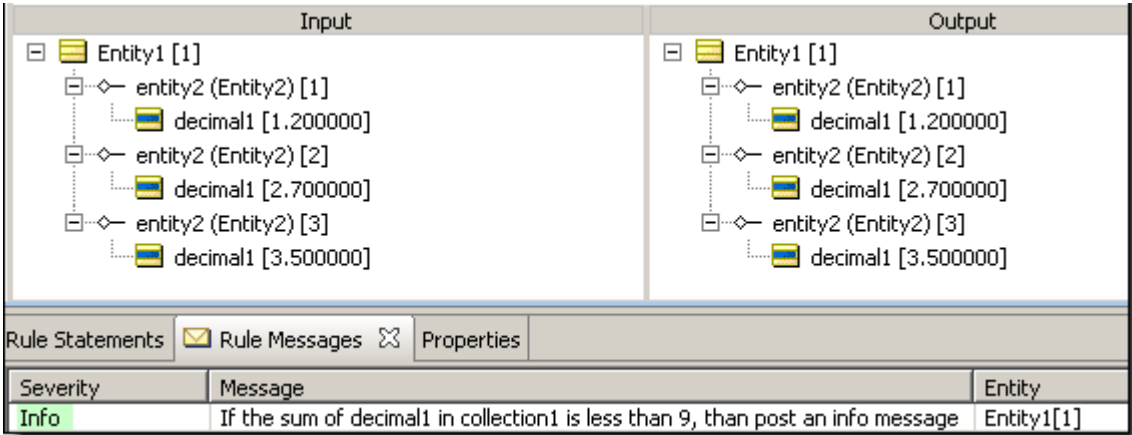 Input Output
Entity1 [1] Entity1 [1]
entity2 (Entity2) [1] entity2 (Entity2) [1]
decimal1 [1.200000] decimal1 [1.200000]
entity2 (Entity2) [2] entity2 (Entity2) [2]
decimal1 [2.700000] decimal1 [2.700000]
entity2 (Entity2) [3] entity2 (Entity2) [3]
decimal1 [3.500000] decimal1 [3.500000]
Rule Statements Rule Messages Properties
Severity Message Entity
Info If the sum of decimal1 in collection1 is less than 9, than post an info message Entity1[1]